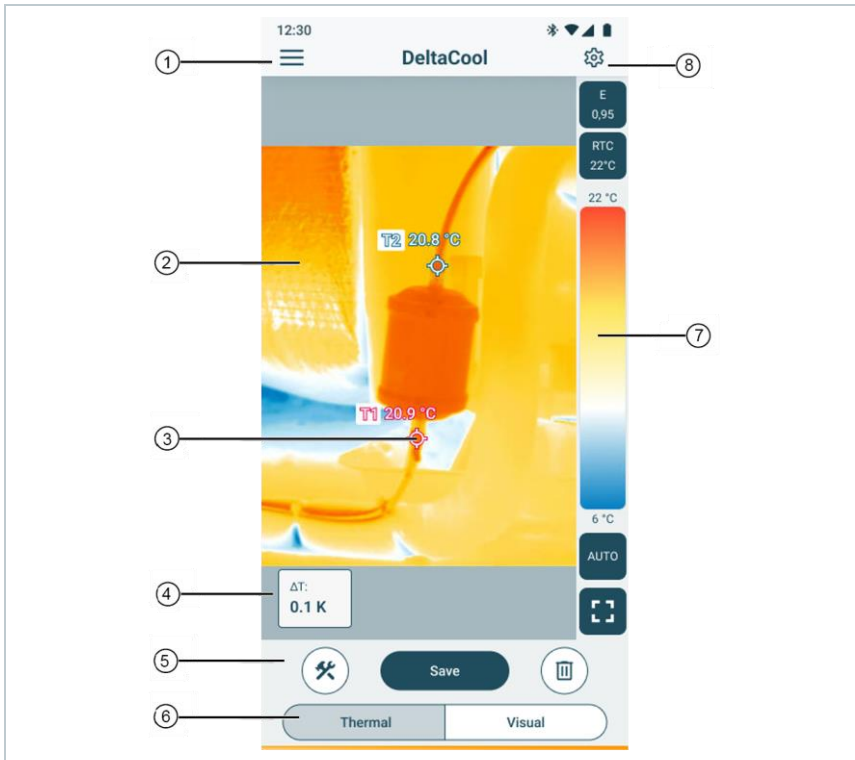 12:30
① DeltaCool ⑧
E
0,95
RTC
22°C
22 °C
T2 20.8 °C
②
⑦
T1 20.9 °C
③
6 °C
AUTO
④ ΔT:
0.1 K
⑤ Save
⑥ Thermal Visual